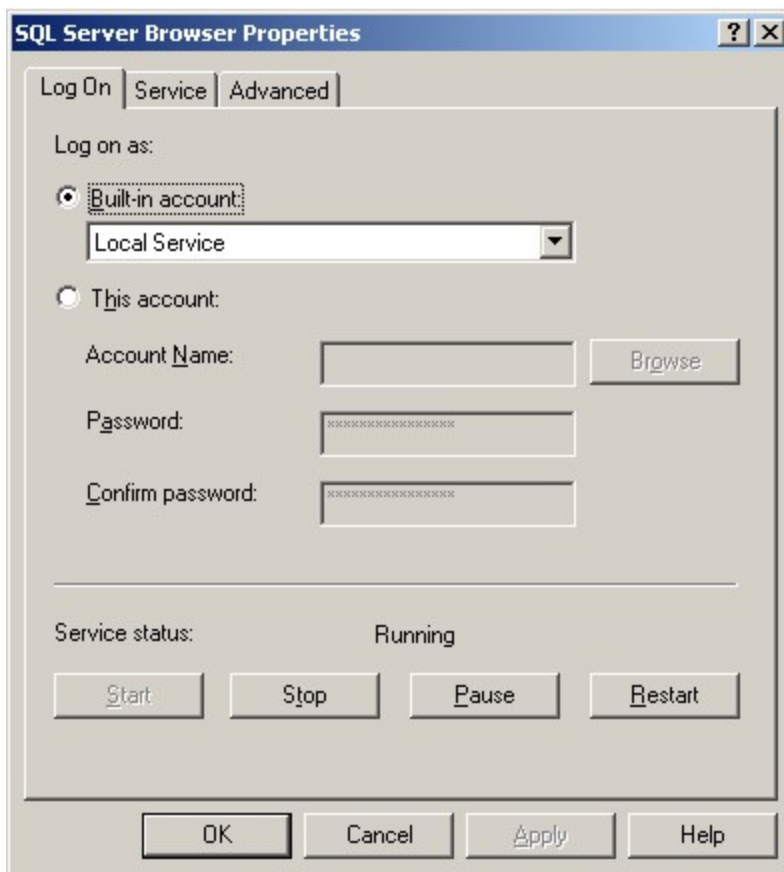 SQL Server Browser Properties
Log On Service Advanced
Log on as:
Built-in account:
Local Service
This account:
Account Name:
Browse
Password:
****************
Confirm password:
****************
Service status: Running
Start Stop Pause Restart
OK Cancel Apply Help